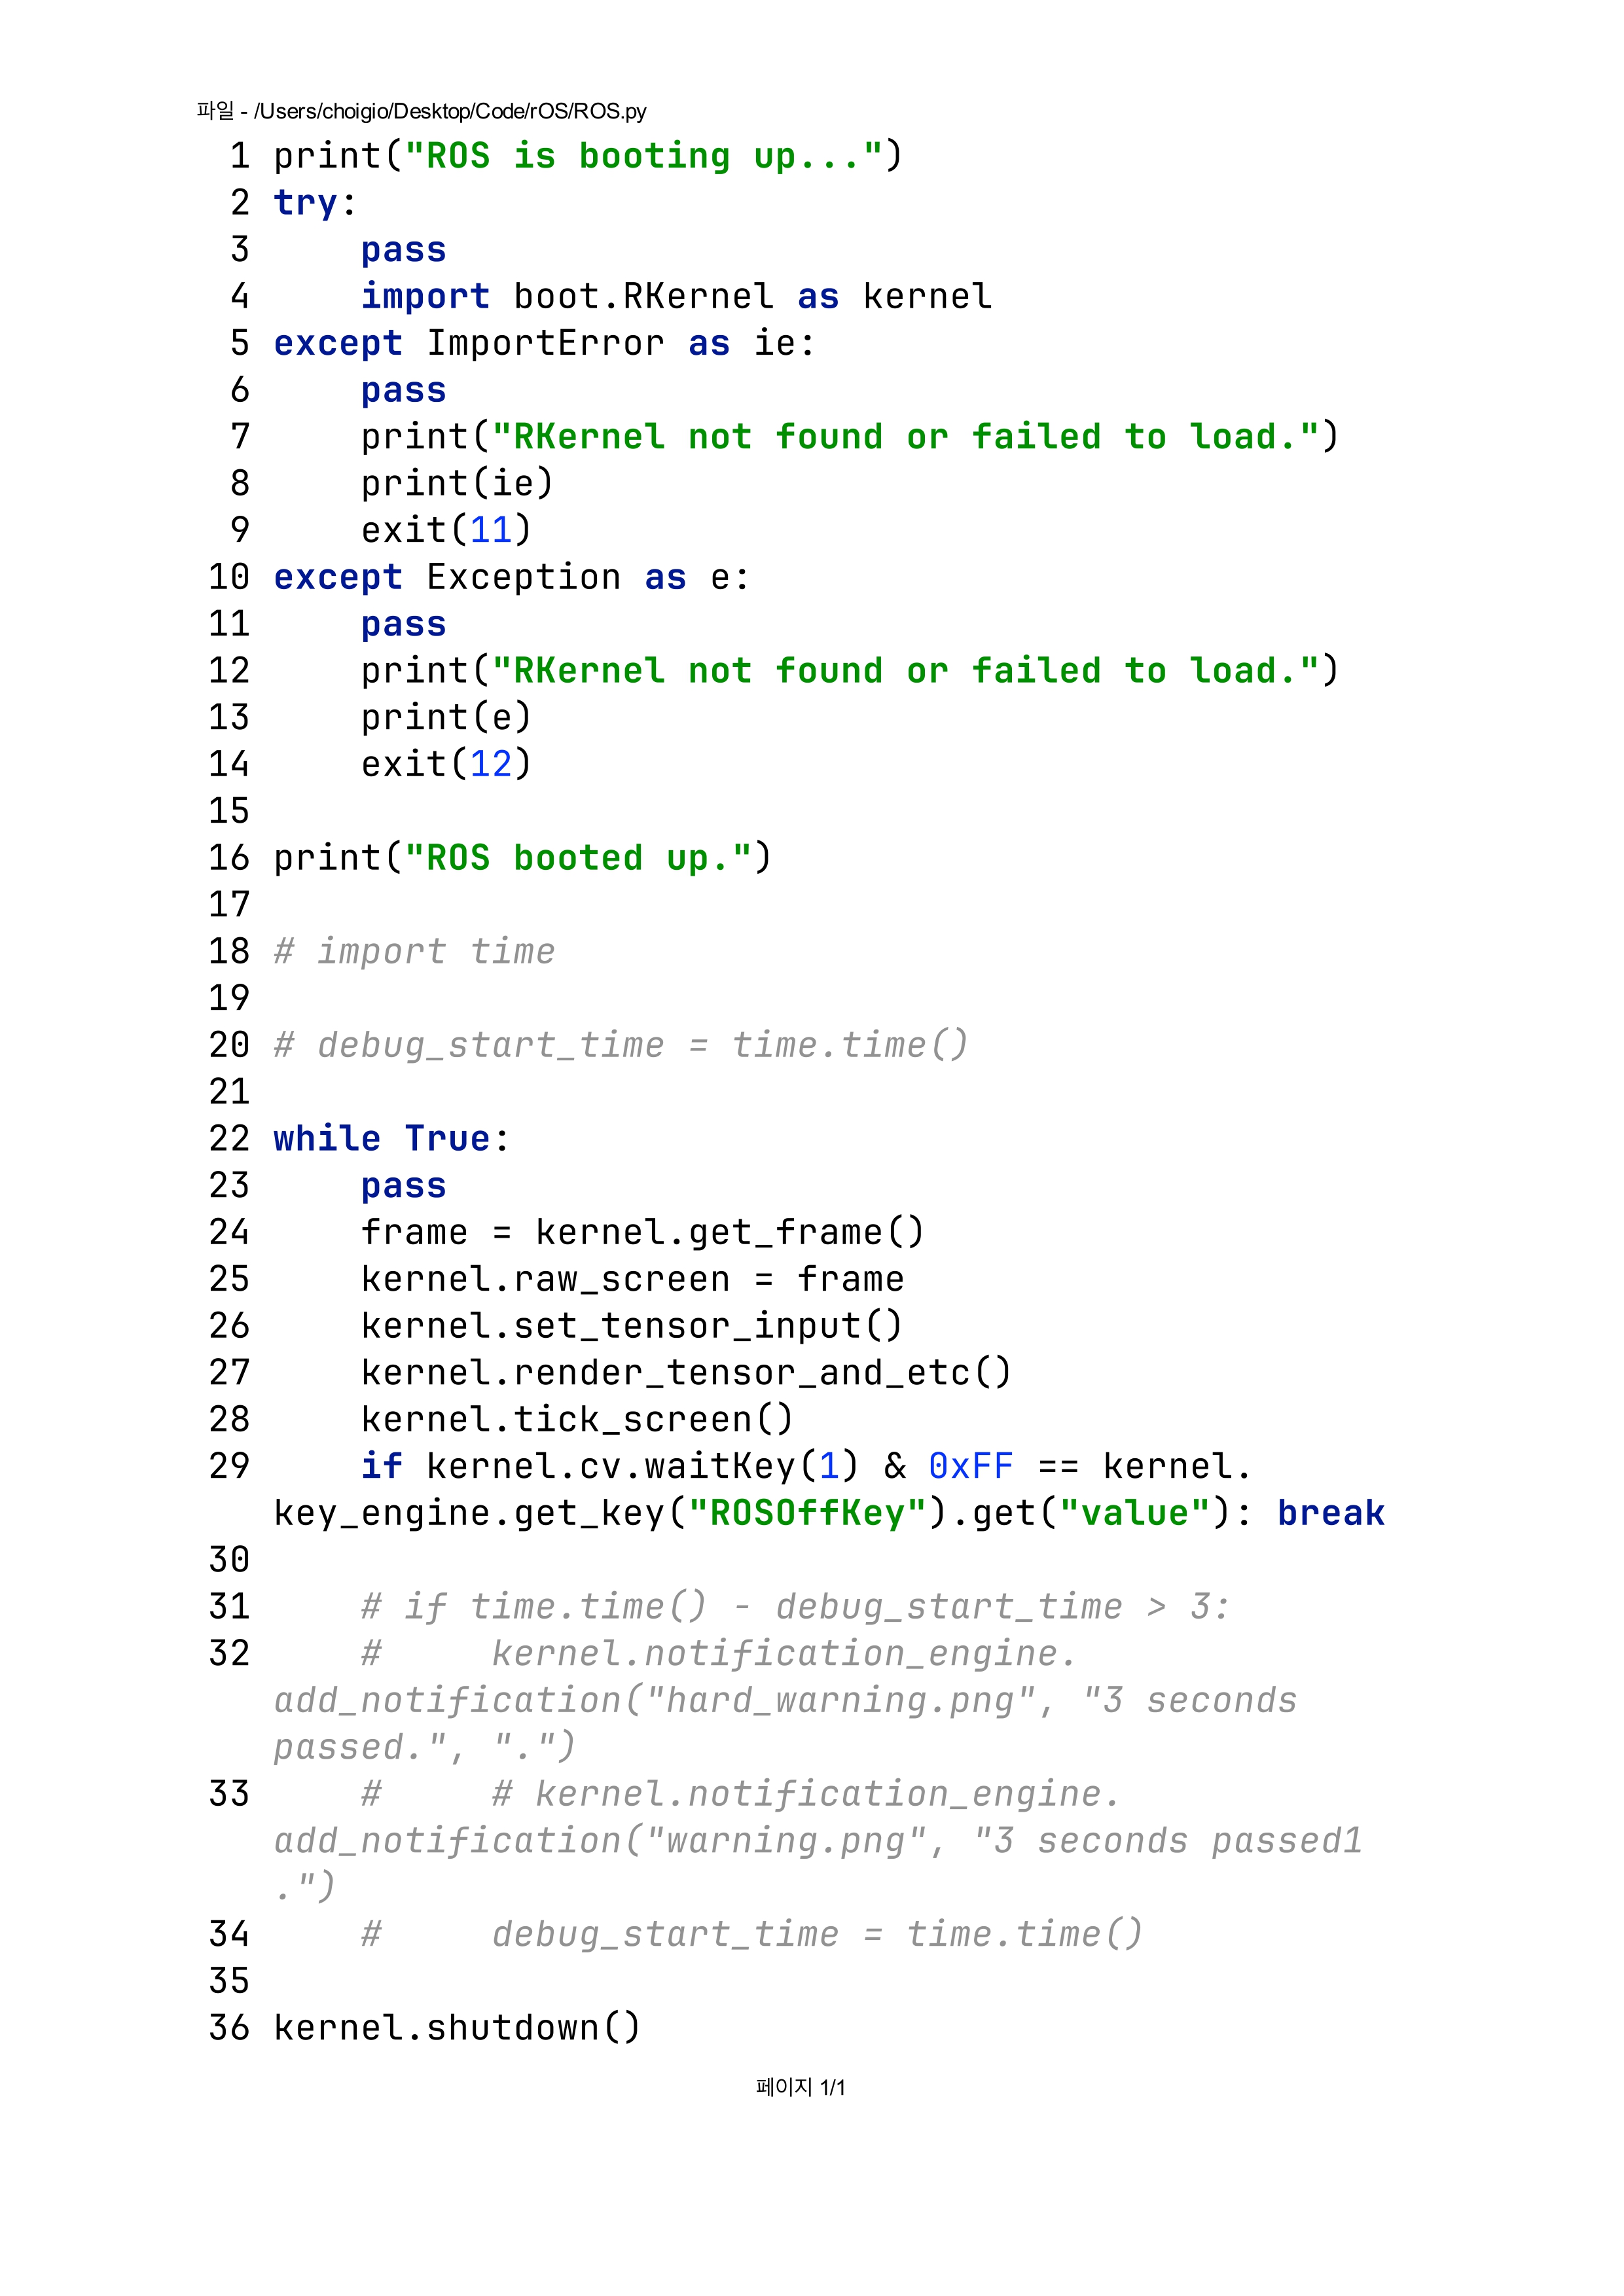 파일 - /Users/choigio/Desktop/Code/rOS/ROS.py
1 print("ROS is booting up...")
2 try:
3     pass
4     import boot.RKernel as kernel
5 except ImportError as ie:
6     pass
7     print("RKernel not found or failed to load.")
8     print(ie)
9     exit(11)
10 except Exception as e:
11     pass
12     print("RKernel not found or failed to load.")
13     print(e)
14     exit(12)
15
16 print("ROS booted up.")
17
18 # import time
19
20 # debug_start_time = time.time()
21
22 while True:
23     pass
24     frame = kernel.get_frame()
25     kernel.raw_screen = frame
26     kernel.set_tensor_input()
27     kernel.render_tensor_and_etc()
28     kernel.tick_screen()
29     if kernel.cv.waitKey(1) & 0xFF == kernel.
key_engine.get_key("ROSOffKey").get("value"): break
30
31     # if time.time() - debug_start_time > 3:
32     #     kernel.notification_engine.
add_notification("hard_warning.png", "3 seconds
passed.", ".")
33     #     # kernel.notification_engine.
add_notification("warning.png", "3 seconds passed1
.")
34     #     debug_start_time = time.time()
35
36 kernel.shutdown()
페이지 1/1